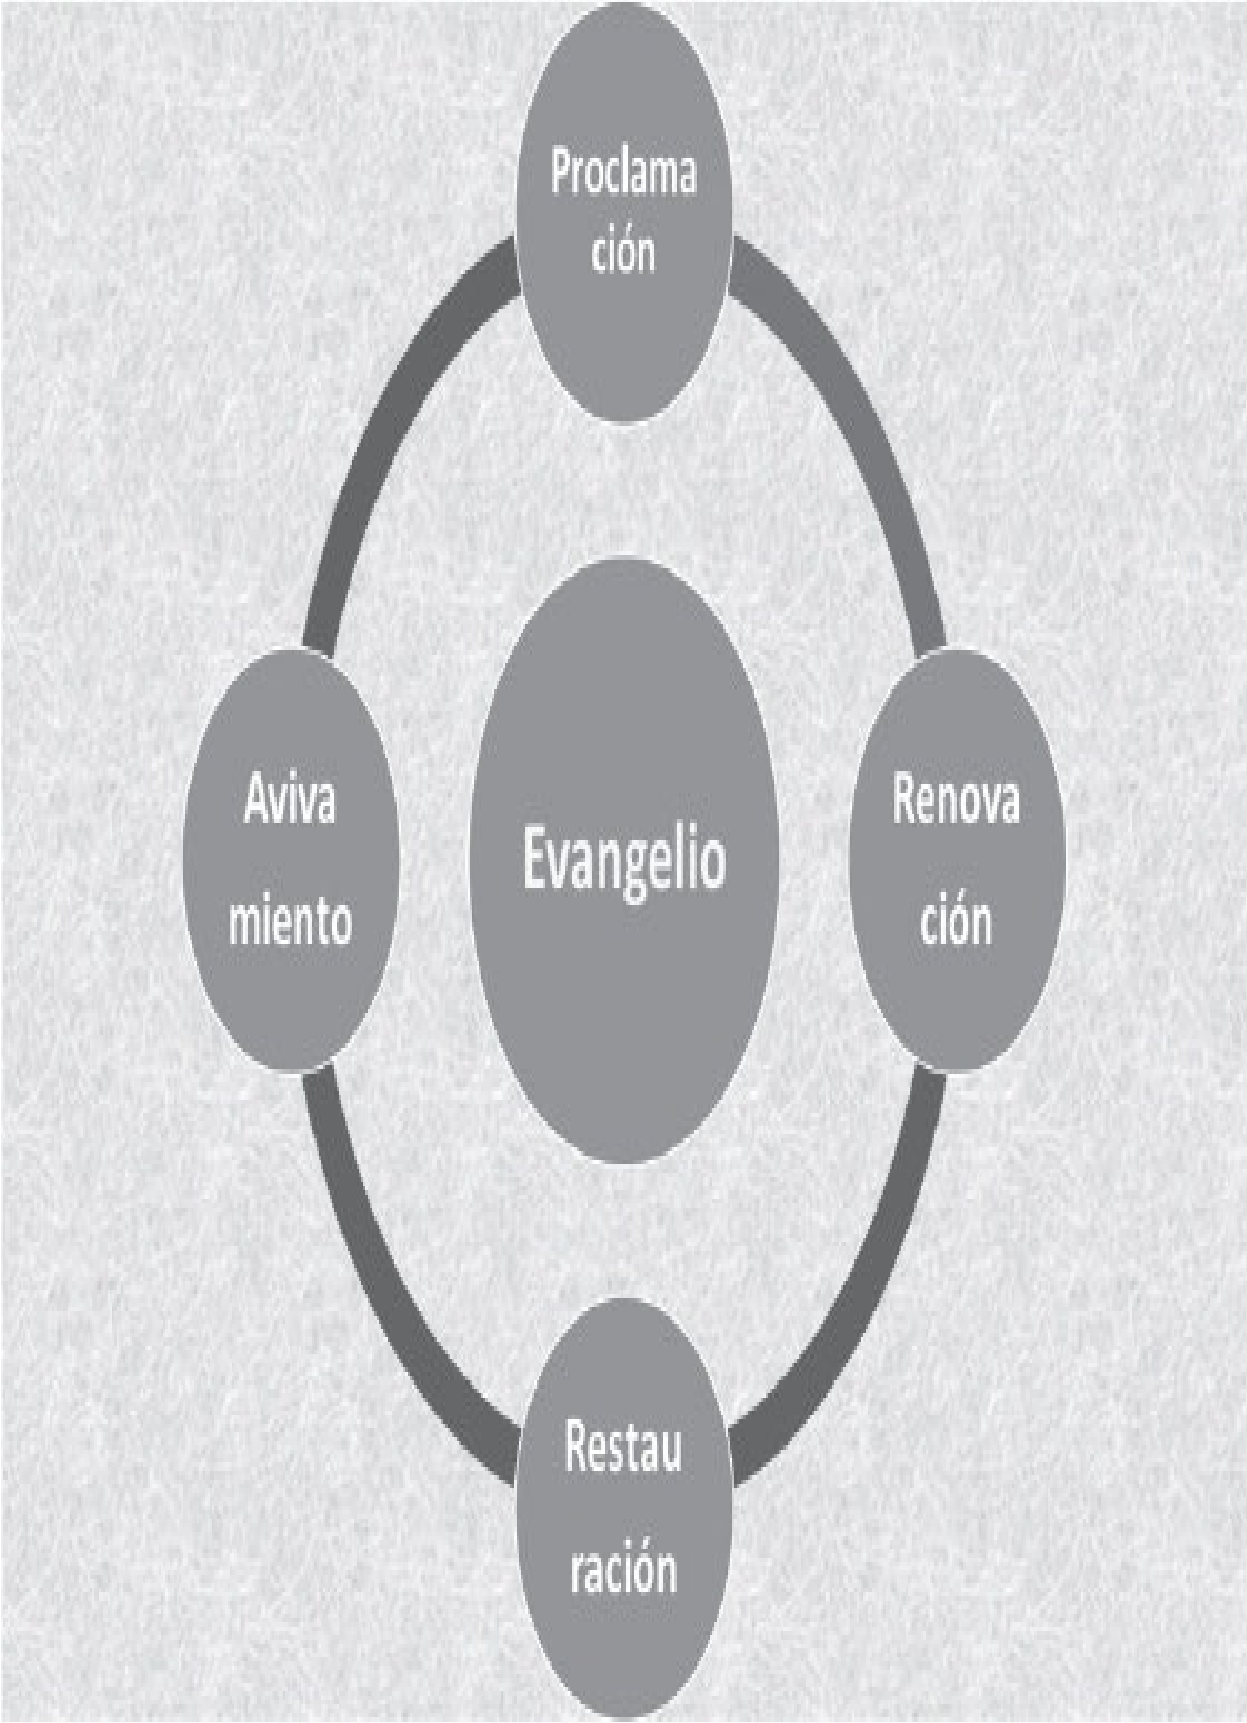 Proclama
ción
Aviva
miento
Evangelio
Renova
ción
Restau
ración